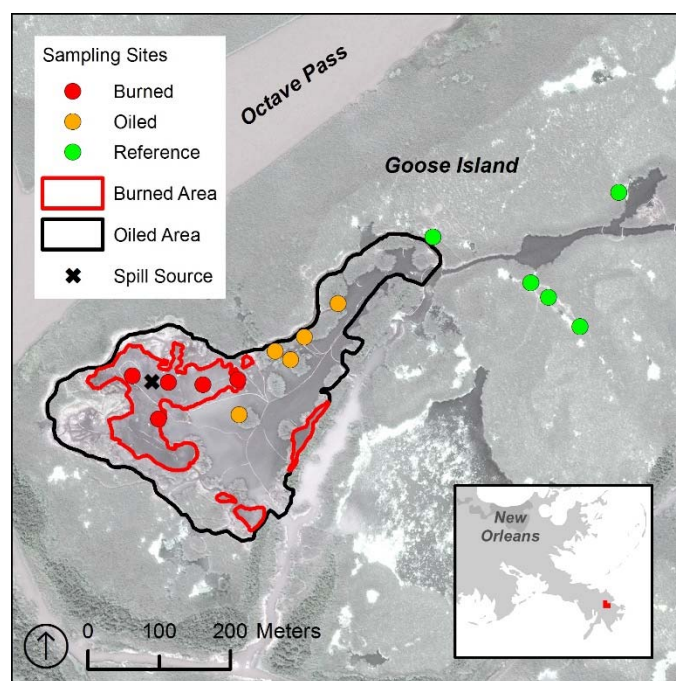 Sampling Sites
Burned
Oiled
Reference
Burned Area
Oiled Area
Spill Source
Octave Pass
Goose Island
New
Orleans
0 100 200 Meters